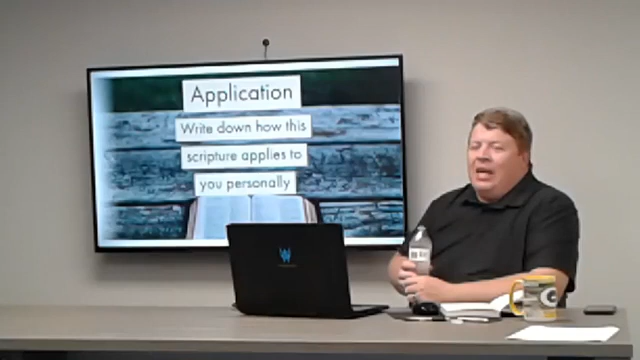 Application
Write down how this
scripture applies to
you personally